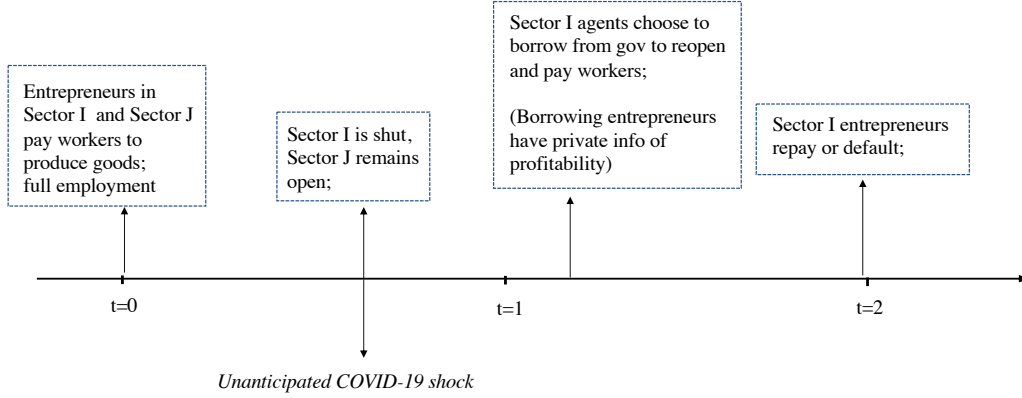 Entrepreneurs in
Sector I and Sector J
pay workers to
produce goods;
full employment
Sector I is shut,
Sector J remains
open;
Sector I agents choose to
borrow from gov to reopen
and pay workers;
(Borrowing entrepreneurs
have private info of
profitability)
Sector I entrepreneurs
repay or default;
t=0
t=1
t=2
Unanticipated COVID-19 shock